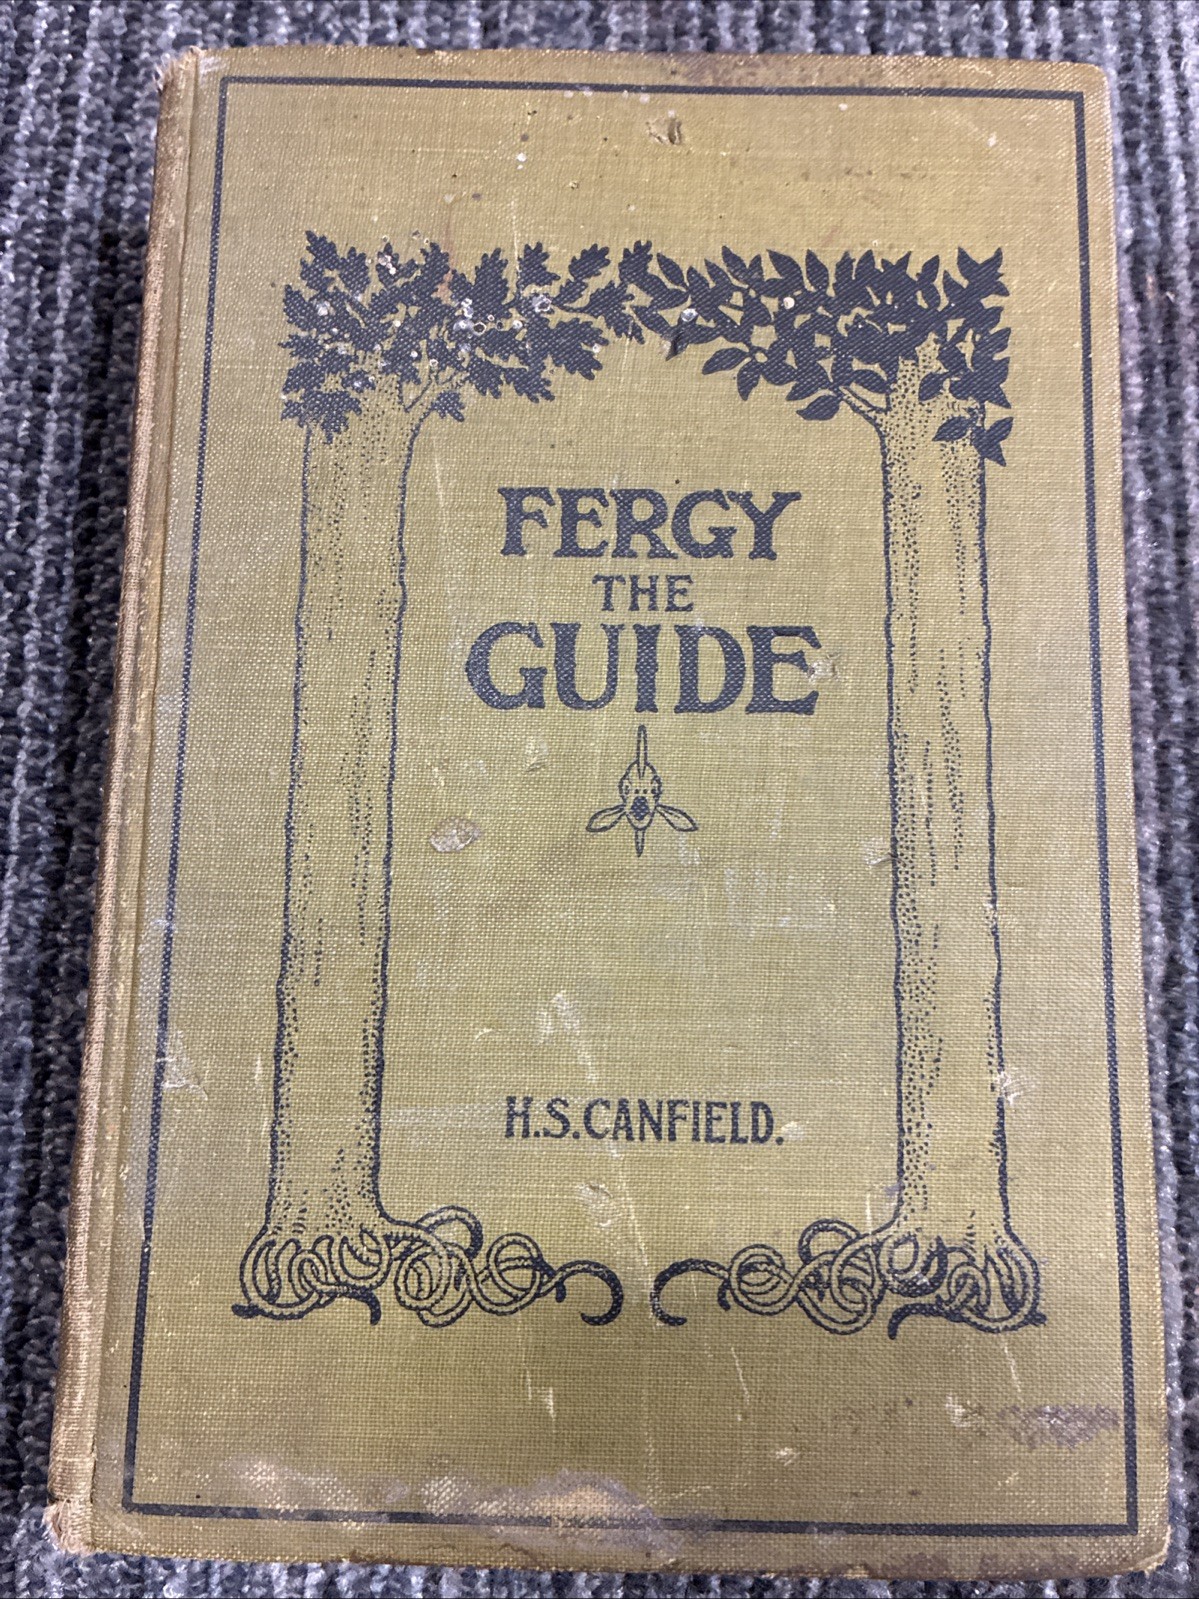 FERGY
THE
GUIDE
H.S.CANFIELD.